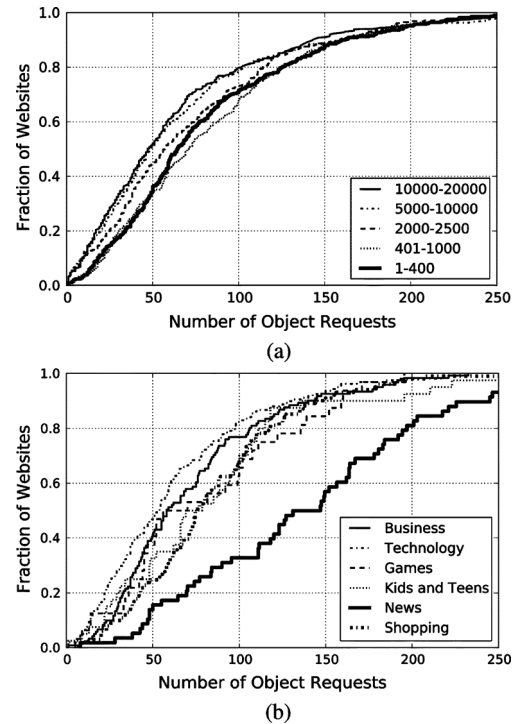 1.0
0.8
0.6
0.4
0.2
0.0
Fraction of Websites
10000-20000
5000-10000
2000-2500
401-1000
1-400
0 50 100 150 200 250
Number of Object Requests
(a)
1.0
0.8
0.6
0.4
0.2
0.0
Fraction of Websites
Business
Technology
Games
Kids and Teens
News
Shopping
0 50 100 150 200 250
Number of Object Requests
(b)